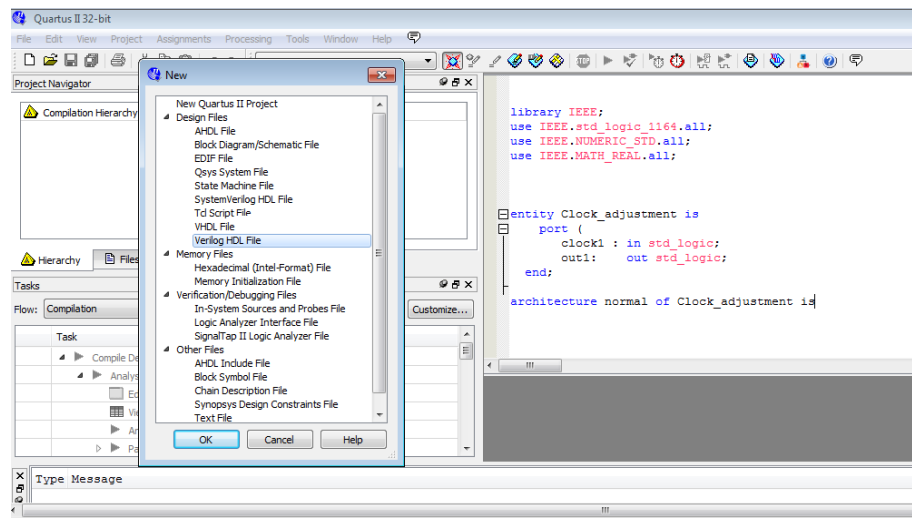 Quartus II 32-bit
File Edit View Project Assignments Processing Tools Window Help
New
Project Navigator
Compilation Hierarchy
New Quartus II Project
Design Files
AHDL File
Block Diagram/Schematic File
EDIF File
Qsys System File
State Machine File
SystemVerilog HDL File
Tcl Script File
VHDL File
Verilog HDL File
Memory Files
Hexadecimal (Intel-Format) File
Memory Initialization File
Verification/Debugging Files
In-System Sources and Probes File
Logic Analyzer Interface File
SignalTap II Logic Analyzer File
Other Files
AHDL Include File
Block Symbol File
Chain Description File
Synopsys Design Constraints File
Text File
OK Cancel Help
Hierarchy Files
Tasks
Flow: Compilation Customize...
Task
Compile De
Analys
Ed
Vie
An
Pa
library IEEE;
use IEEE.std_logic_1164.all;
use IEEE.NUMERIC_STD.all;
use IEEE.MATH_REAL.all;
entity Clock_adjustment is
port (
clock1 : in std_logic;
out1: out std_logic;
end;
architecture normal of Clock_adjustment is
Type Message